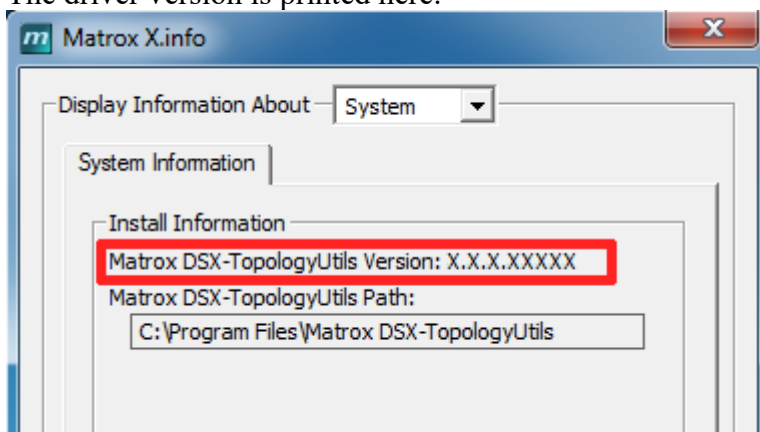 The driver version is printed here:
m Matrox X.info
X
Display Information About System
System Information
Install Information
Matrox DSX-TopologyUtils Version: X.X.X.XXXXX
Matrox DSX-TopologyUtils Path:
C:\Program Files\Matrox DSX-TopologyUtils